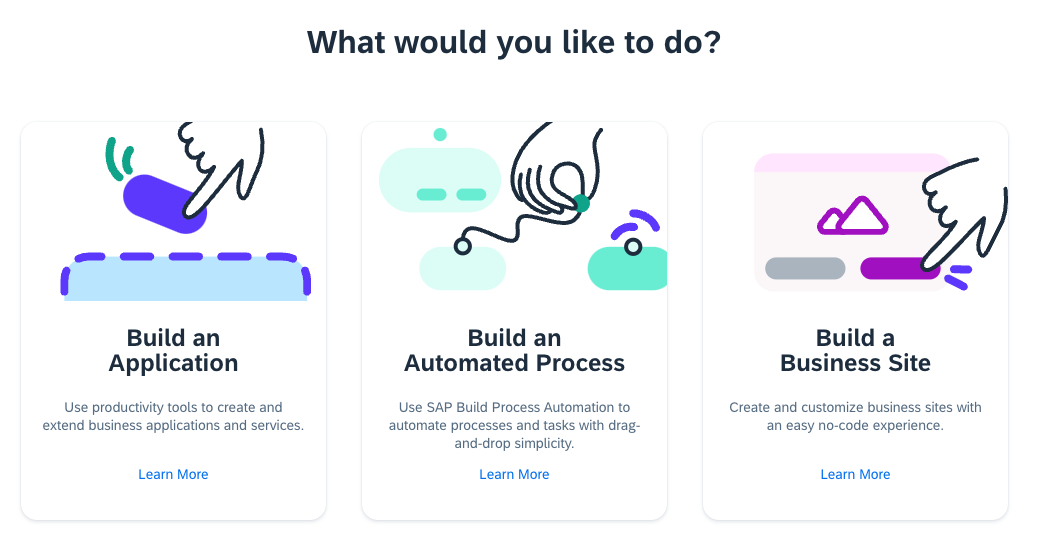 What would you like to do?
Build an
Application
Use productivity tools to create and
extend business applications and services.
Learn More
Build an
Automated Process
Use SAP Build Process Automation to
automate processes and tasks with drag-
and-drop simplicity.
Learn More
Build a
Business Site
Create and customize business sites with
an easy no-code experience.
Learn More